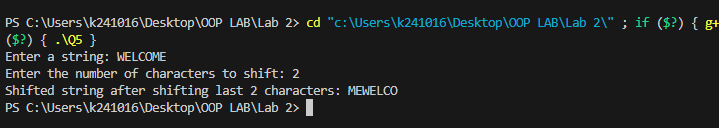 PS C:\Users\k241016\Desktop\OOP LAB\Lab 2> cd "c:\Users\k241016\Desktop\OOP LAB\Lab 2\" ; if ($?) { g+
($?) { .\Q5 }
Enter a string: WELCOME
Enter the number of characters to shift: 2
Shifted string after shifting last 2 characters: MEWELCO
PS C:\Users\k241016\Desktop\OOP LAB\Lab 2>